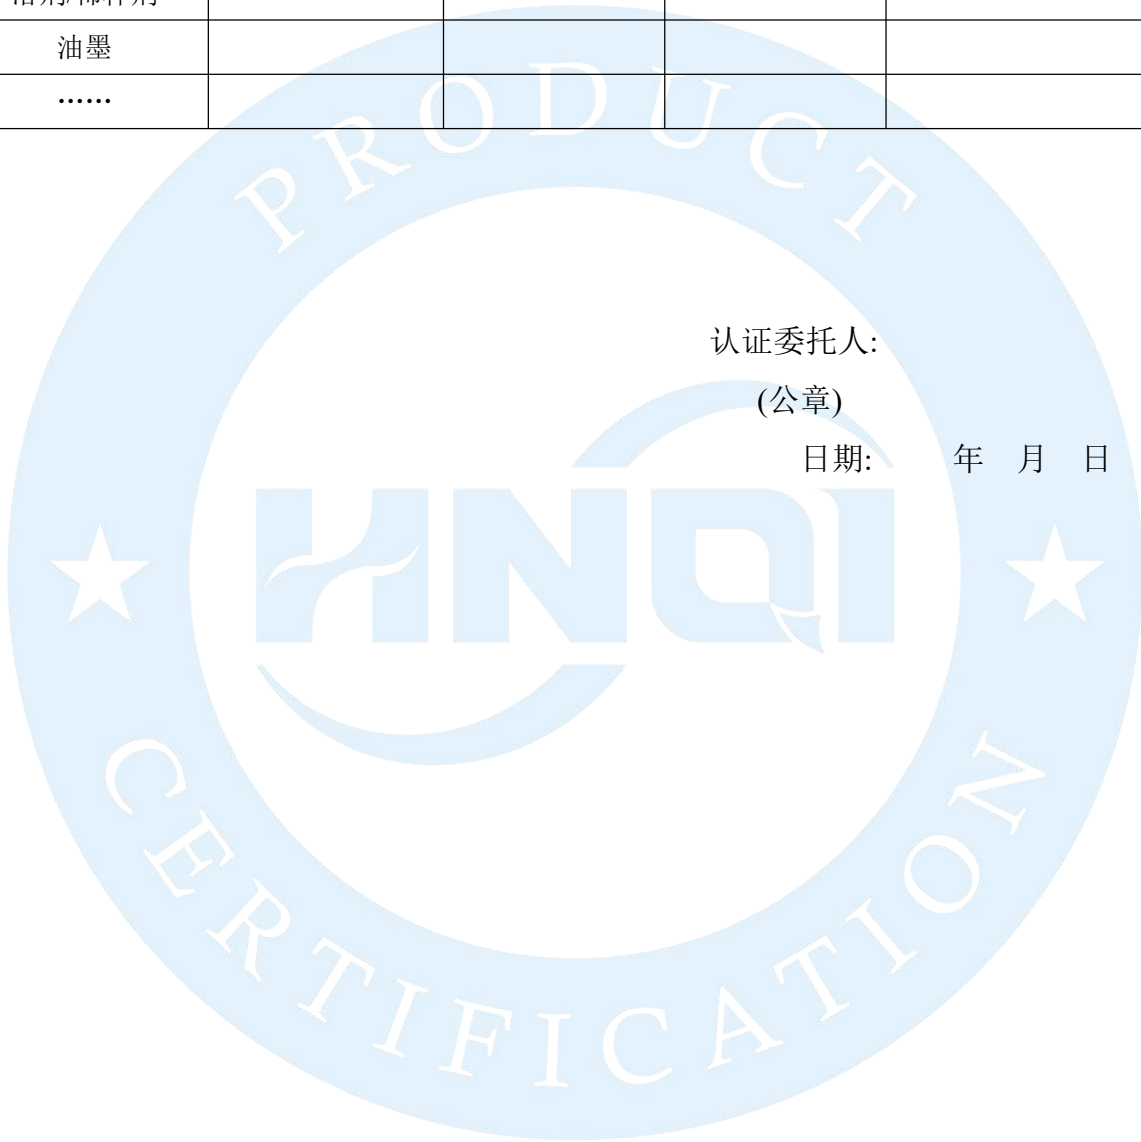 油墨
……
PRODUCT
认证委托人:
(公章)
日期: 年 月 日
HNQI
CERTIFICATION